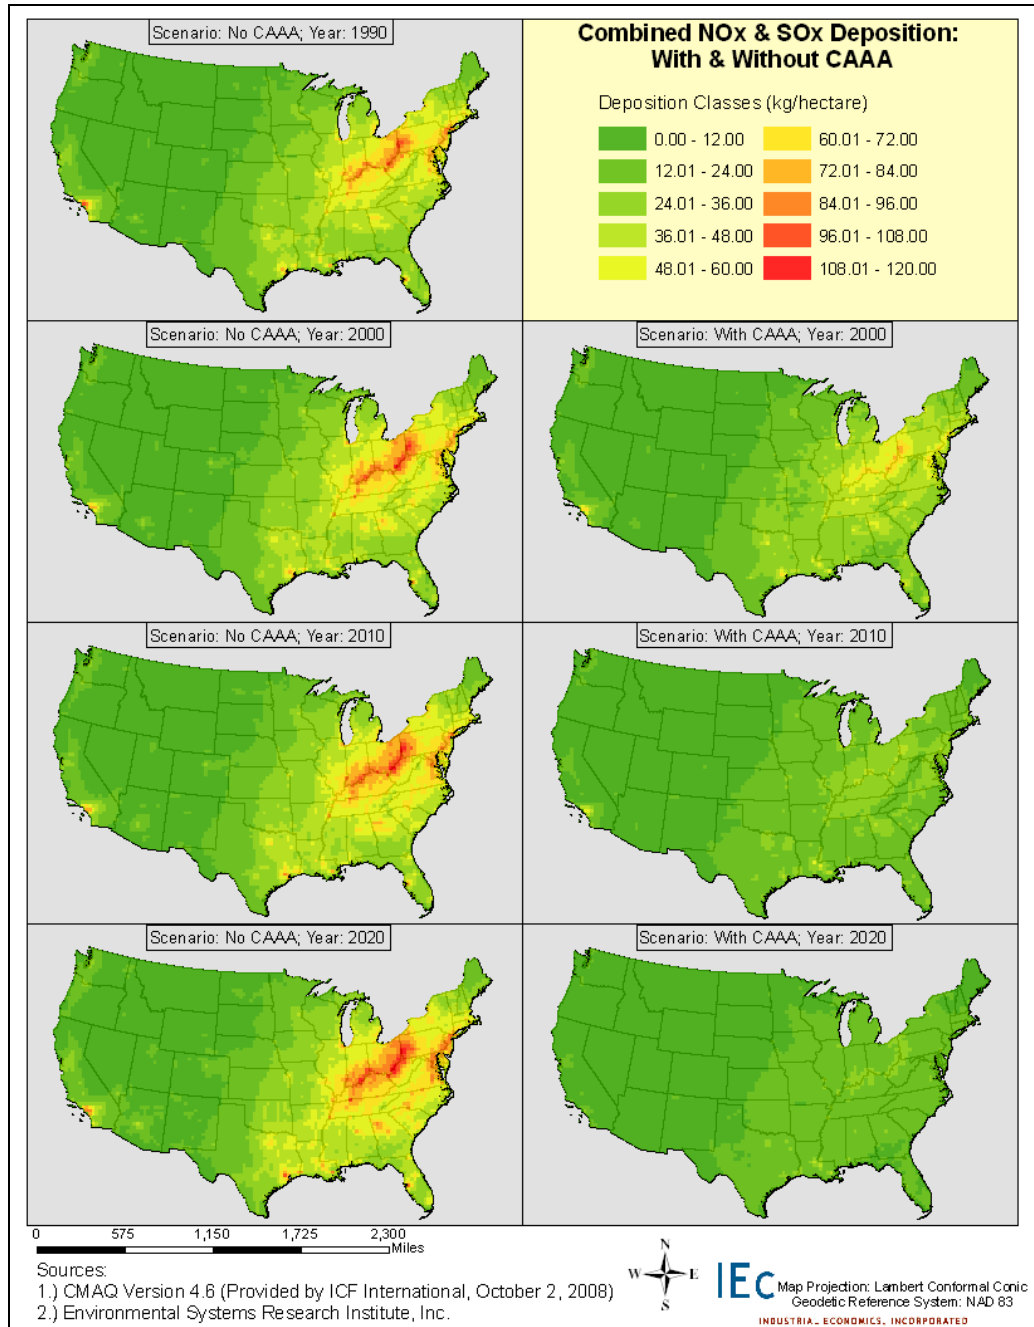 Scenario: No CAAA; Year: 1990
Combined NOx & SOx Deposition:
With & Without CAAA
Deposition Classes (kg/hectare)
0.00 - 12.00
12.01 - 24.00
24.01 - 36.00
36.01 - 48.00
48.01 - 60.00
60.01 - 72.00
72.01 - 84.00
84.01 - 96.00
96.01 - 108.00
108.01 - 120.00
Scenario: No CAAA; Year: 2000
Scenario: With CAAA; Year: 2000
Scenario: No CAAA; Year: 2010
Scenario: With CAAA; Year: 2010
Scenario: No CAAA; Year: 2020
Scenario: With CAAA; Year: 2020
0 575 1,150 1,725 2,300
Miles
Sources:
1.) CMAQ Version 4.6 (Provided by ICF International, October 2, 2008)
2.) Environmental Systems Research Institute, Inc.
N
W E
S
IEc
Map Projection: Lambert Conformal Conic
Geodetic Reference System: NAD 83
INDUSTRIAL ECONOMICS, INCORPORATED